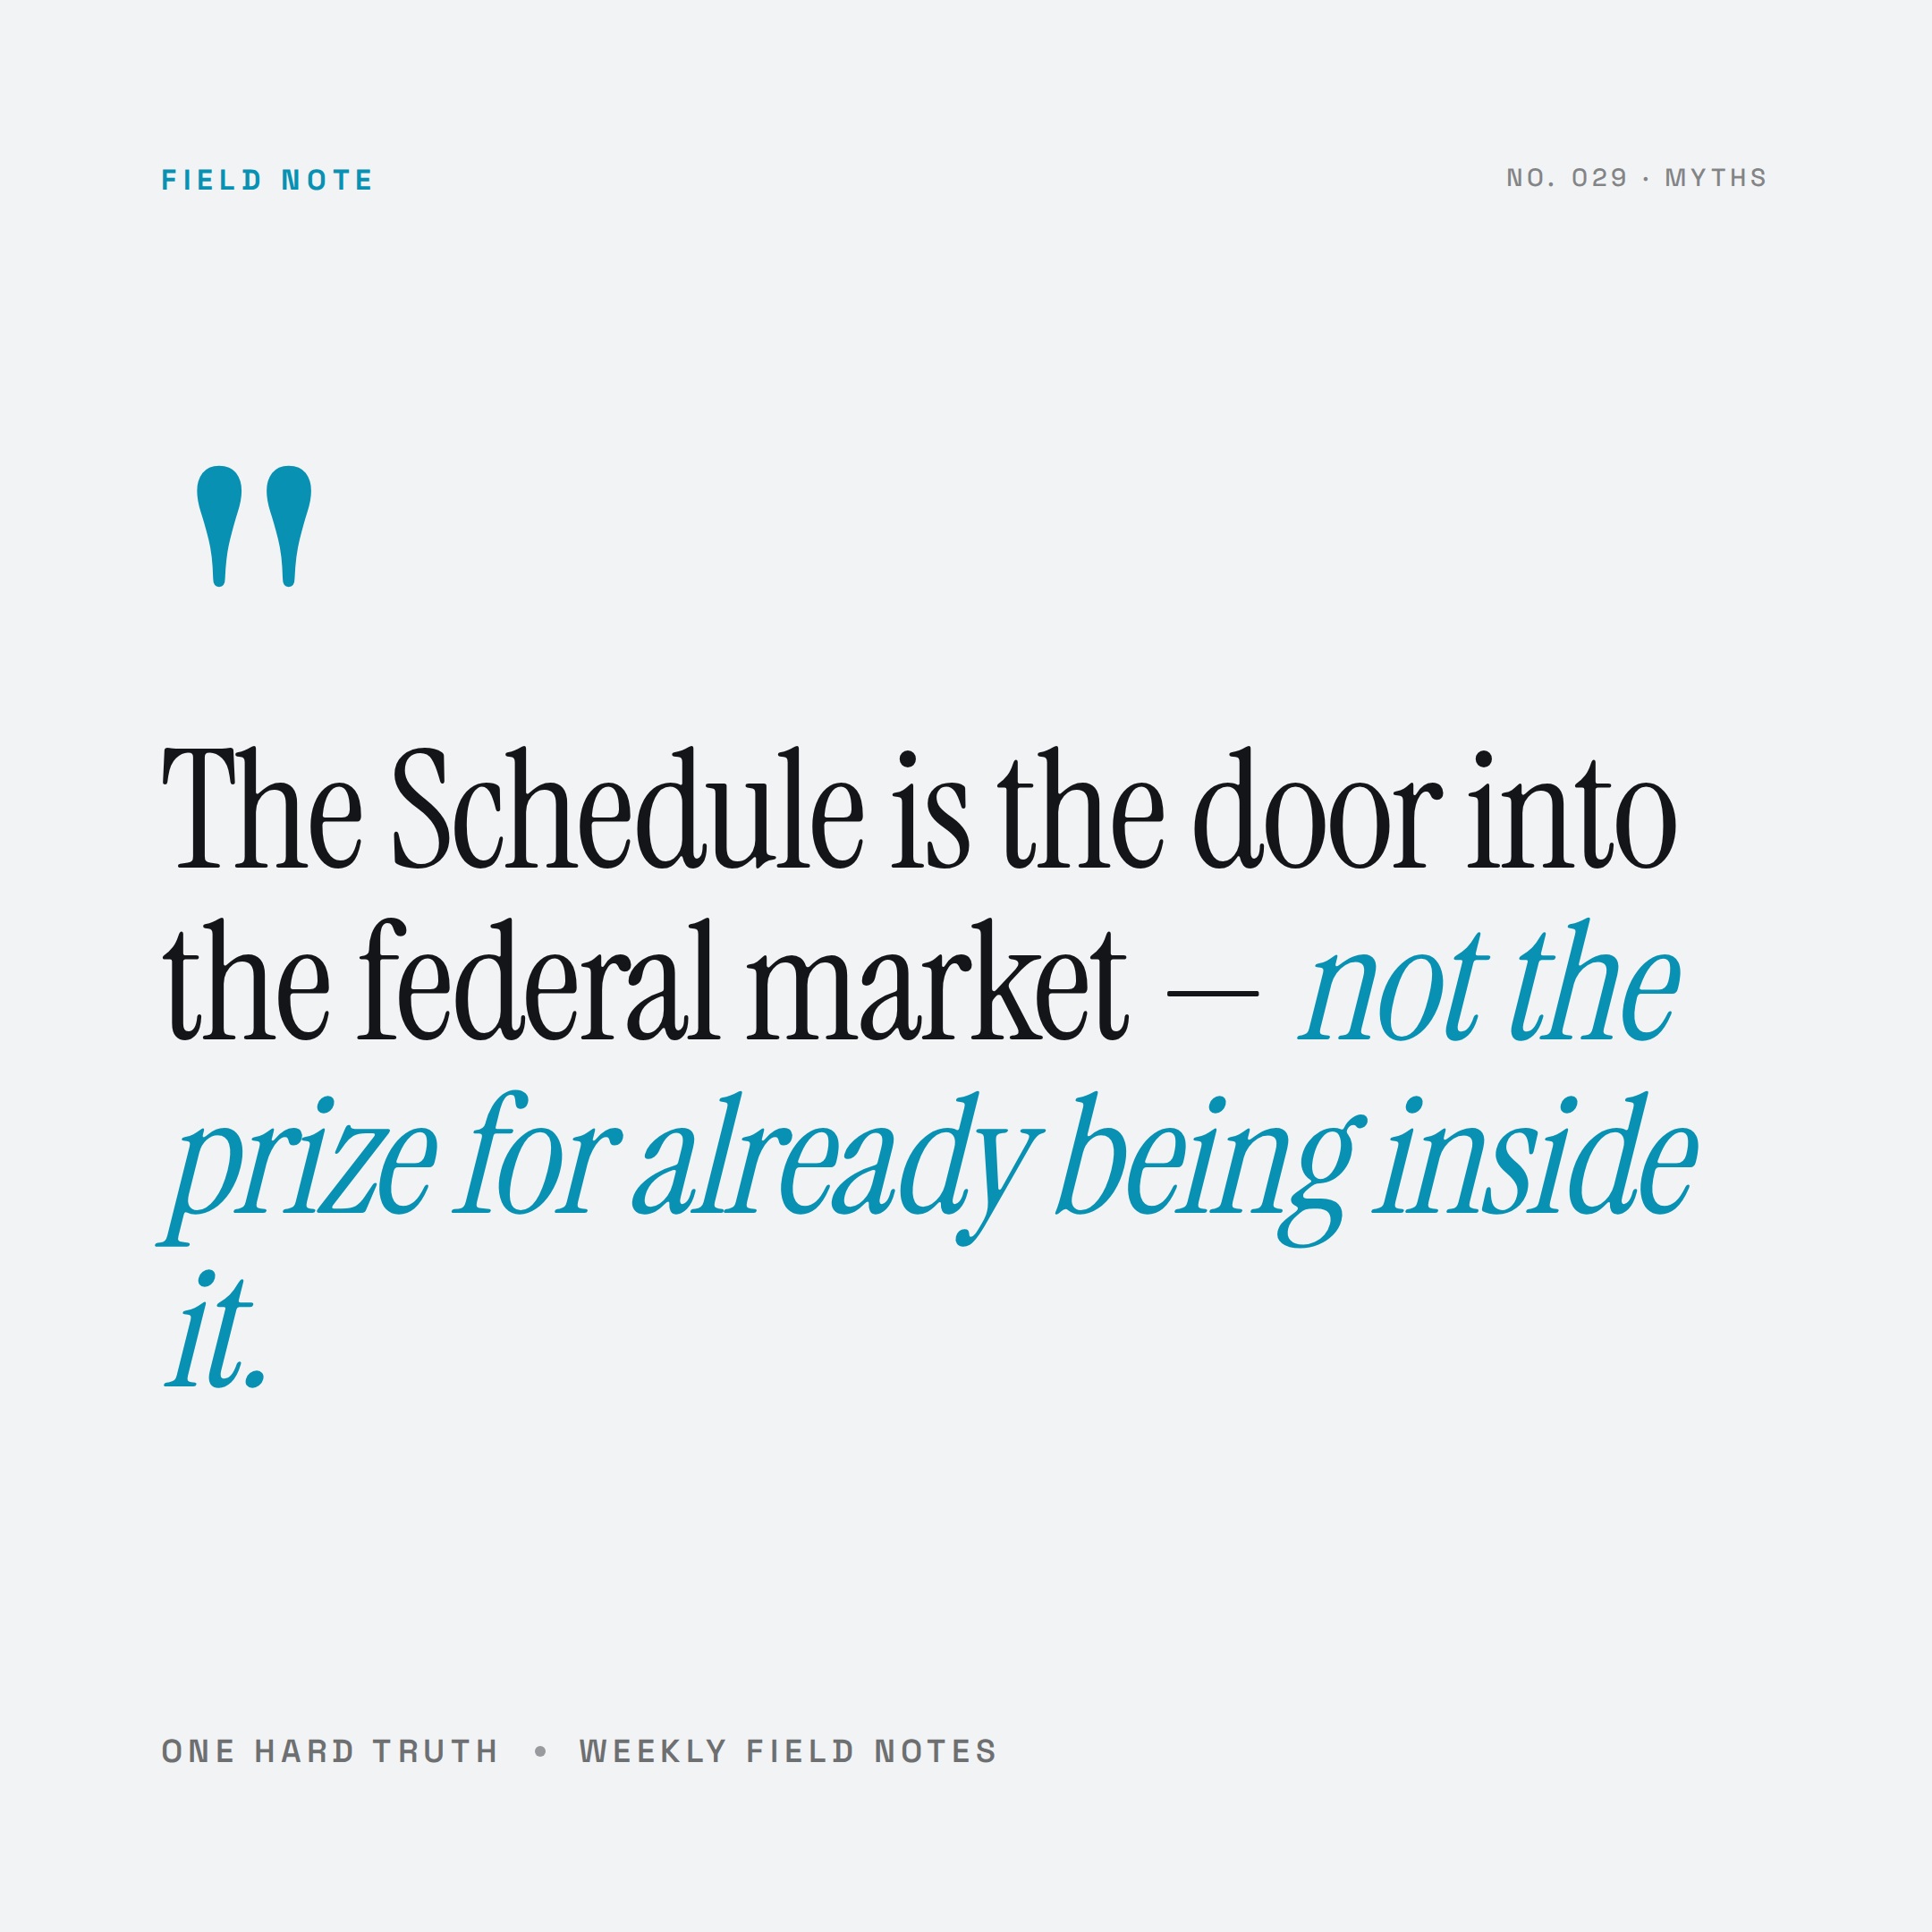 FIELD NOTE
NO. 029 · MYTHS
"
The Schedule is the door into
the federal market — not the
prize for already being inside
it.
ONE HARD TRUTH • WEEKLY FIELD NOTES